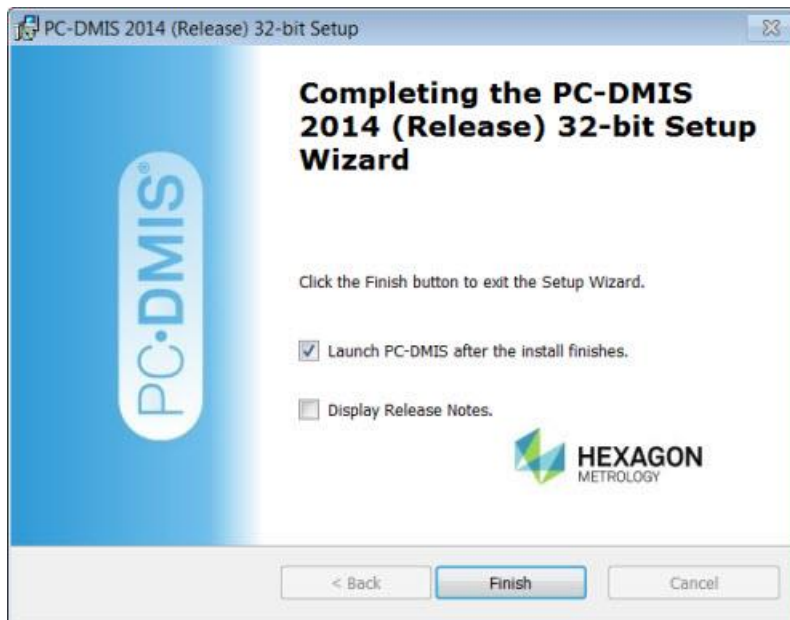 PC-DMIS 2014 (Release) 32-bit Setup
Completing the PC-DMIS
2014 (Release) 32-bit Setup
Wizard
PC•DMIS®
Click the Finish button to exit the Setup Wizard.
Launch PC-DMIS after the install finishes.
Display Release Notes.
HEXAGON
METROLOGY
< Back
Finish
Cancel